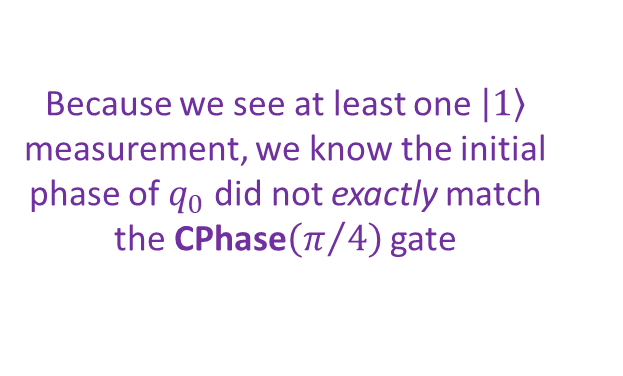 Because we see at least one |1⟩
measurement, we know the initial
phase of q₀ did not exactly match
the CPhase(π/4) gate